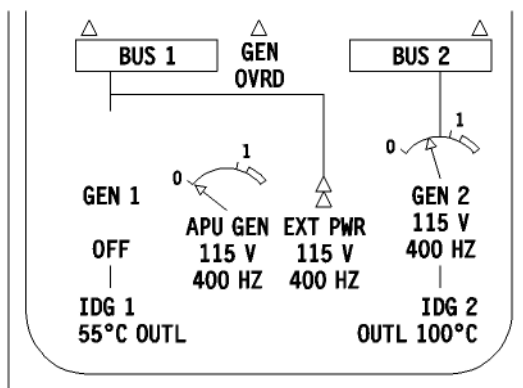 BUS 1
GEN
OVRD
BUS 2
0 1
0 1
GEN 1
OFF
IDG 1
55°C OUTL
APU GEN
115 V
400 HZ
EXT PWR
115 V
400 HZ
GEN 2
115 V
400 HZ
IDG 2
OUTL 100°C